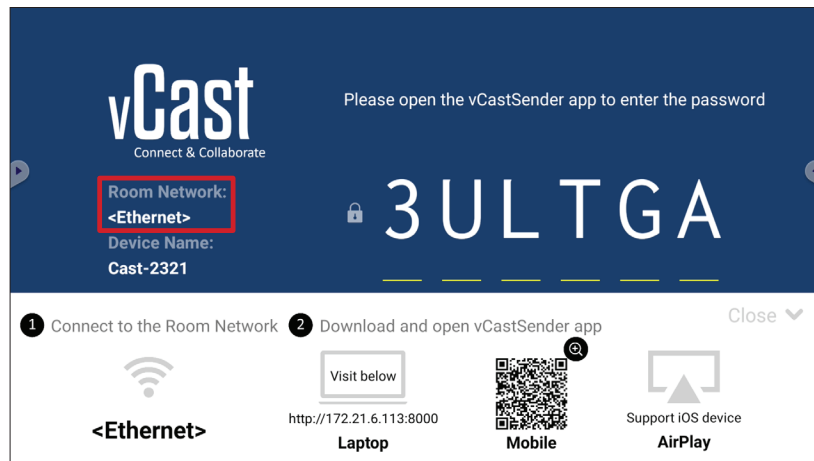 vCast
Connect & Collaborate
Please open the vCastSender app to enter the password
Room Network:
<Ethernet>
Device Name:
Cast-2321
3ULTGA
Close
1 Connect to the Room Network
2 Download and open vCastSender app
<Ethernet>
Visit below
http://172.21.6.113:8000
Laptop
Mobile
Support iOS device
AirPlay